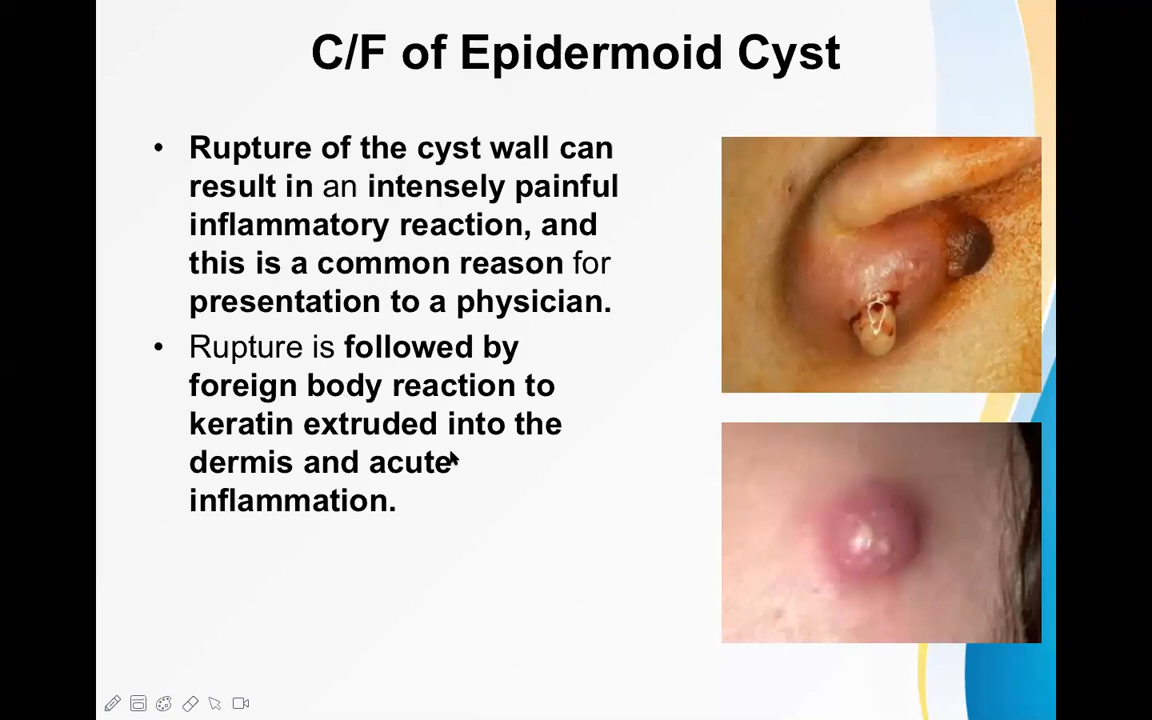 C/F of Epidermoid Cyst
• Rupture of the cyst wall can
result in an intensely painful
inflammatory reaction, and
this is a common reason for
presentation to a physician.
• Rupture is followed by
foreign body reaction to
keratin extruded into the
dermis and acute
inflammation.